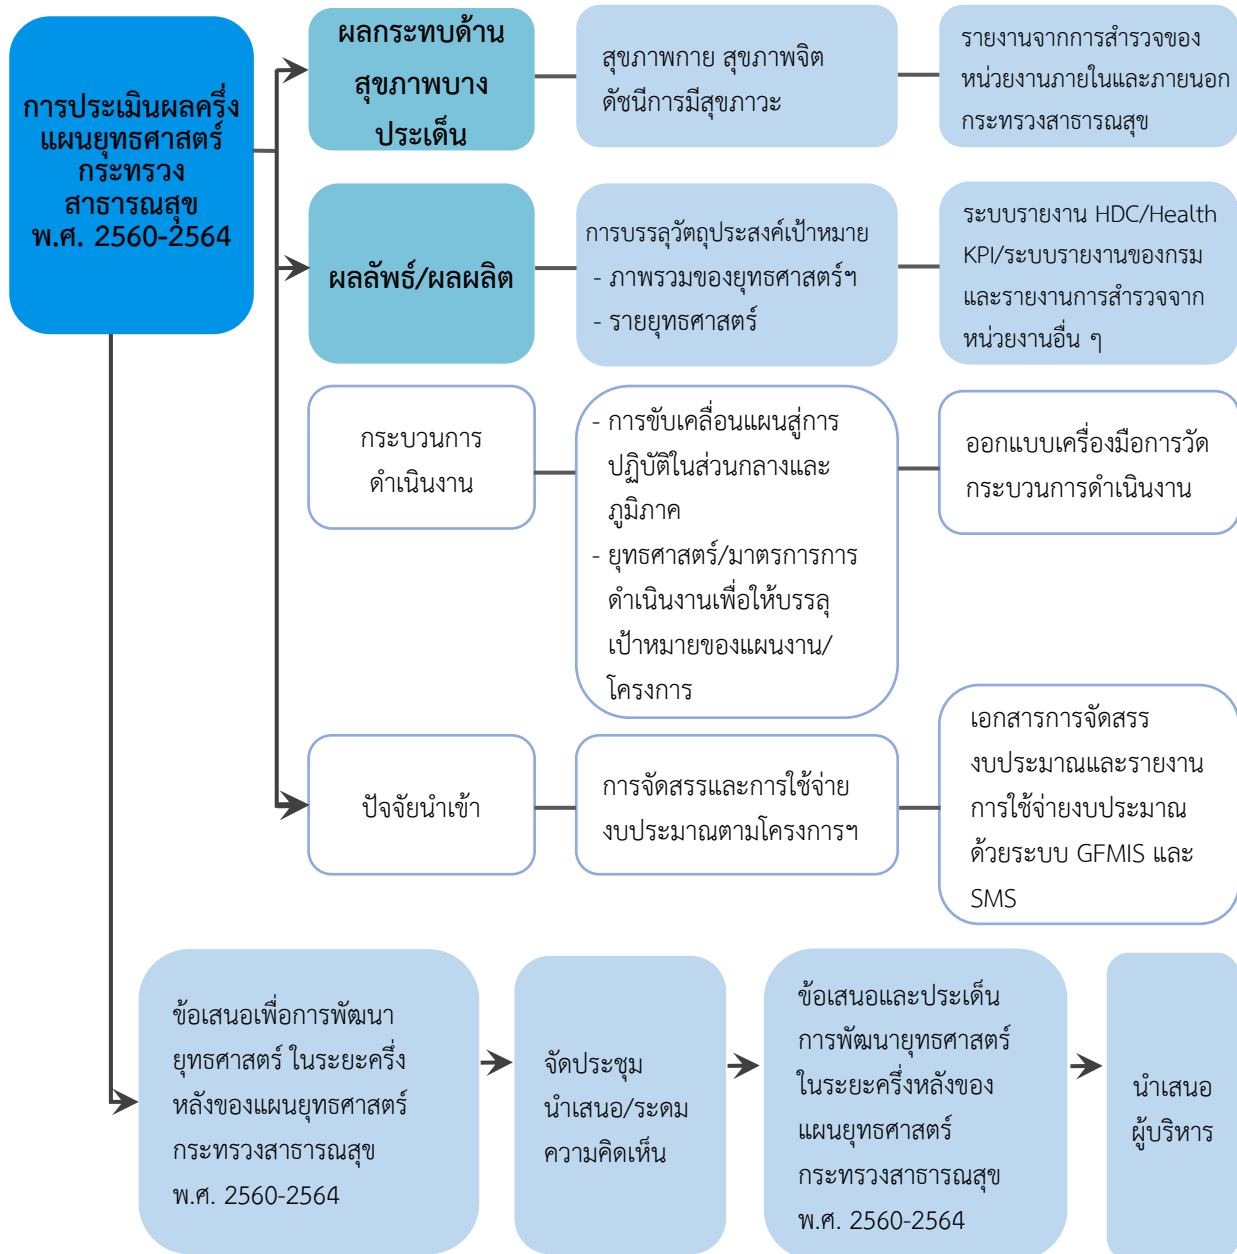 การประเมินผลครึ่ง
แผนยุทธศาสตร์
กระทรวง
สาธารณสุข
พ.ศ. 2560-2564
ผลกระทบด้าน
สุขภาพบาง
ประเด็น
สุขภาพกาย สุขภาพจิต
ดัชนีการมีสุขภาวะ
รายงานจากการสำรวจของ
หน่วยงานภายในและภายนอก
กระทรวงสาธารณสุข
ผลลัพธ์/ผลผลิต
การบรรลุวัตถุประสงค์เป้าหมาย
- ภาพรวมของยุทธศาสตร์ฯ
- รายยุทธศาสตร์
ระบบรายงาน HDC/Health
KPI/ระบบรายงานของกรม
และรายงานการสำรวจจาก
หน่วยงานอื่น ๆ
กระบวนการ
ดำเนินงาน
- การขับเคลื่อนแผนสู่การ
ปฏิบัติในส่วนกลางและ
ภูมิภาค
- ยุทธศาสตร์/มาตรการการ
ดำเนินงานเพื่อให้บรรลุ
เป้าหมายของแผนงาน/
โครงการ
ออกแบบเครื่องมือการวัด
กระบวนการดำเนินงาน
ปัจจัยนำเข้า
การจัดสรรและการใช้จ่าย
งบประมาณตามโครงการฯ
เอกสารการจัดสรร
งบประมาณและรายงาน
การใช้จ่ายงบประมาณ
ด้วยระบบ GFMIS และ
SMS
ข้อเสนอเพื่อการพัฒนา
ยุทธศาสตร์ ในระยะครึ่ง
หลังของแผนยุทธศาสตร์
กระทรวงสาธารณสุข
พ.ศ. 2560-2564
จัดประชุม
นำเสนอ/ระดม
ความคิดเห็น
ข้อเสนอและประเด็น
การพัฒนายุทธศาสตร์
ในระยะครึ่งหลังของ
แผนยุทธศาสตร์
กระทรวงสาธารณสุข
พ.ศ. 2560-2564
นำเสนอ
ผู้บริหาร